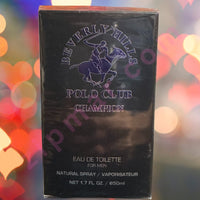 BEVERLY HILLS
POLO CLUB
CHAMPION
EAU DE TOILETTE
FOR MEN
NATURAL SPRAY / VAPORISATEUR
NET 1.7 FL. OZ. / ℮50ml